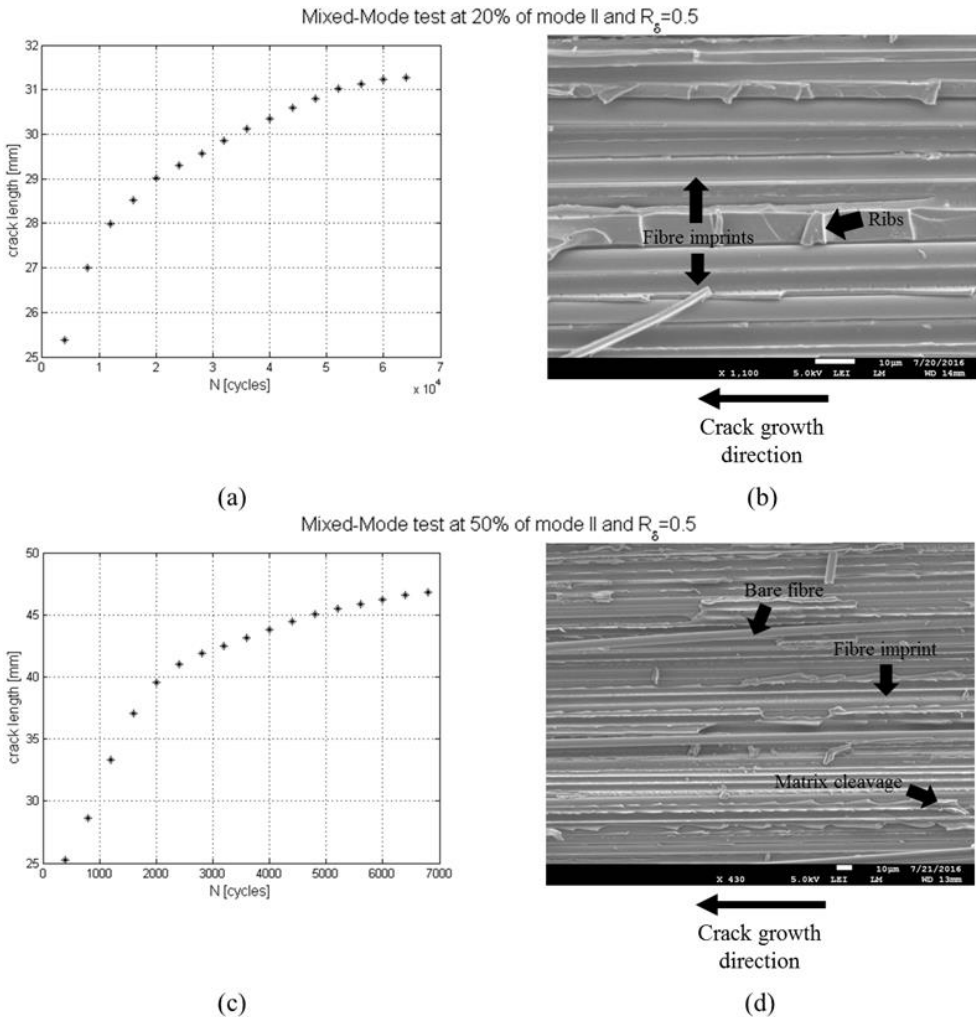 Mixed-Mode test at 20% of mode II and Rδ=0.5
32
31
30
29
28
27
26
25
crack length [mm]
0 1 2 3 4 5 6 7
x 10⁴
N [cycles]
Fibre imprints
Ribs
10µm 7/20/2016
X 1,100 5.0kV LEI LM WD 14mm
Crack growth
direction
(a)
(b)
Mixed-Mode test at 50% of mode II and Rδ=0.5
50
45
40
35
30
25
crack length [mm]
0 1000 2000 3000 4000 5000 6000 7000
N [cycles]
Bare fibre
Fibre imprint
Matrix cleavage
10µm 7/21/2016
X 430 5.0kV LEI LM WD 13mm
Crack growth
direction
(c)
(d)